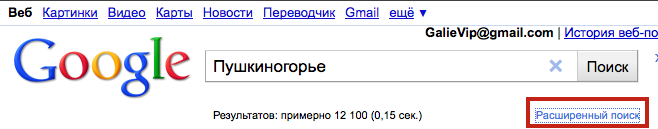 Веб Картинки Видео Карты Новости Переводчик Gmail ещё ▼
GalieVip@gmail.com | История веб-по
Google Пушкиногорье × Поиск
Результатов: примерно 12 100 (0,15 сек.) Расширенный поиск